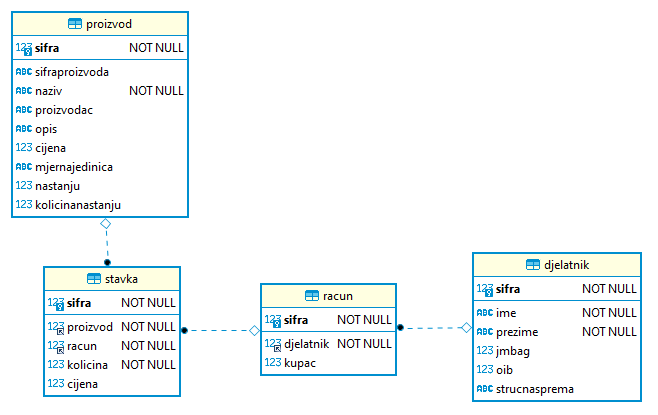 proizvod
123 sifra NOT NULL
ABC sifraproizvoda
ABC naziv NOT NULL
ABC proizvodac
ABC opis
123 cijena
ABC mjernajedinica
123 nastanju
123 kolicinanastanju
stavka
123 sifra NOT NULL
123 proizvod NOT NULL
123 racun NOT NULL
123 kolicina NOT NULL
123 cijena
racun
123 sifra NOT NULL
123 djelatnik NOT NULL
123 kupac
djelatnik
123 sifra NOT NULL
ABC ime NOT NULL
ABC prezime NOT NULL
123 jmbag
123 oib
ABC strucnasprema